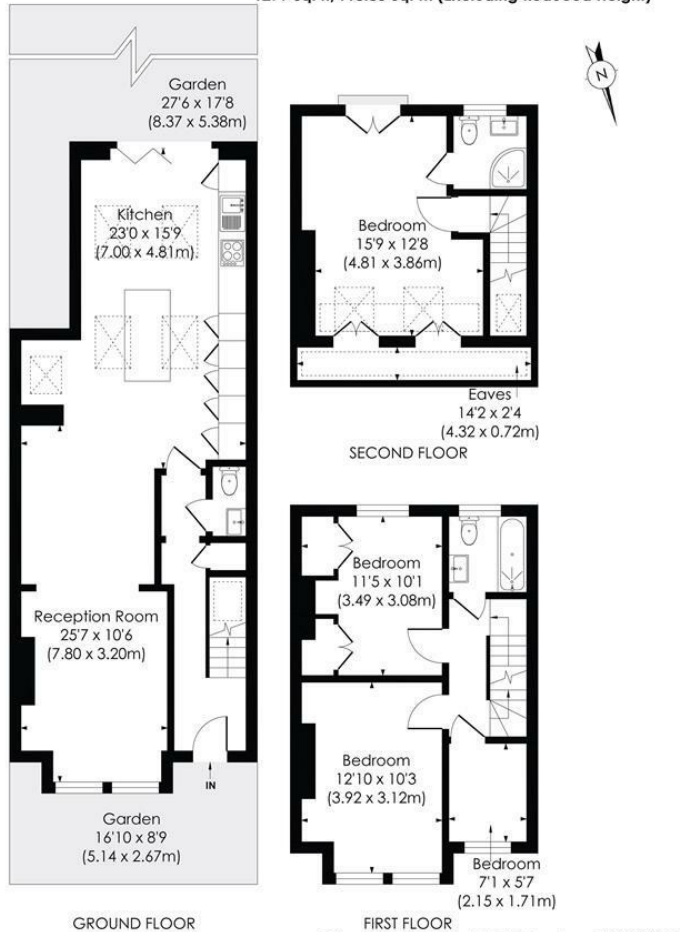 Garden
27'6 x 17'8
(8.37 x 5.38m)
N
Kitchen
23'0 x 15'9
(7.00 x 4.81m)
Bedroom
15'9 x 12'8
(4.81 x 3.86m)
Eaves
14'2 x 2'4
(4.32 x 0.72m)
SECOND FLOOR
Reception Room
25'7 x 10'6
(7.80 x 3.20m)
IN
Garden
16'10 x 8'9
(5.14 x 2.67m)
GROUND FLOOR
Bedroom
11'5 x 10'1
(3.49 x 3.08m)
Bedroom
12'10 x 10'3
(3.92 x 3.12m)
Bedroom
7'1 x 5'7
(2.15 x 1.71m)
FIRST FLOOR